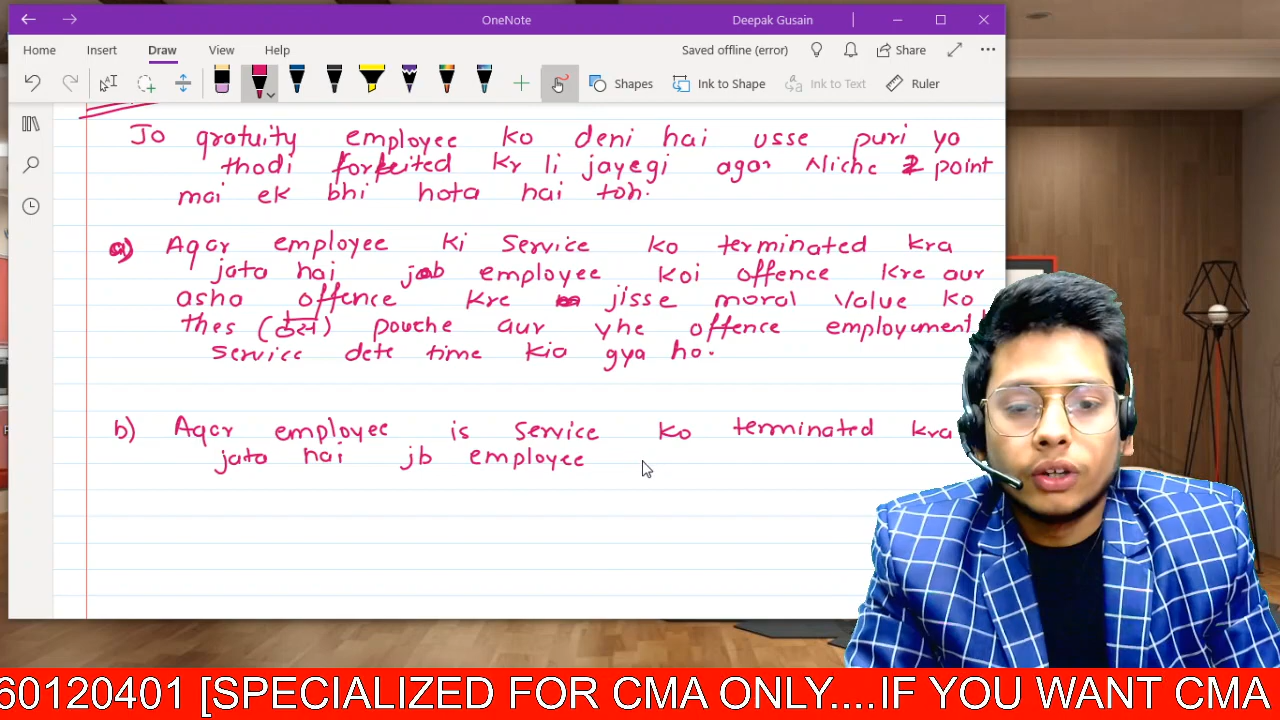 OneNote
Deepak Gusain
Home Insert Draw View Help
Saved offline (error)
Share
Shapes
Ink to Shape
Ink to Text
Ruler
Jo gratuity employee ko deni hai usse puri ya
thodi forfeited kr li jayegi agar Niche 2 point
mai ek bhi hota hai toh.
a) Agar employee ki service ko terminated kra
jata hai jab employee koi offence kre aur
asha offence kre jisse moral value ko
thes (ठेस) pouche aur yhe offence employument
service dete time kia gya ho.
b) Agar employee is service ko terminated kra
jata hai jb employee
60120401 [SPECIALIZED FOR CMA ONLY....IF YOU WANT CMA